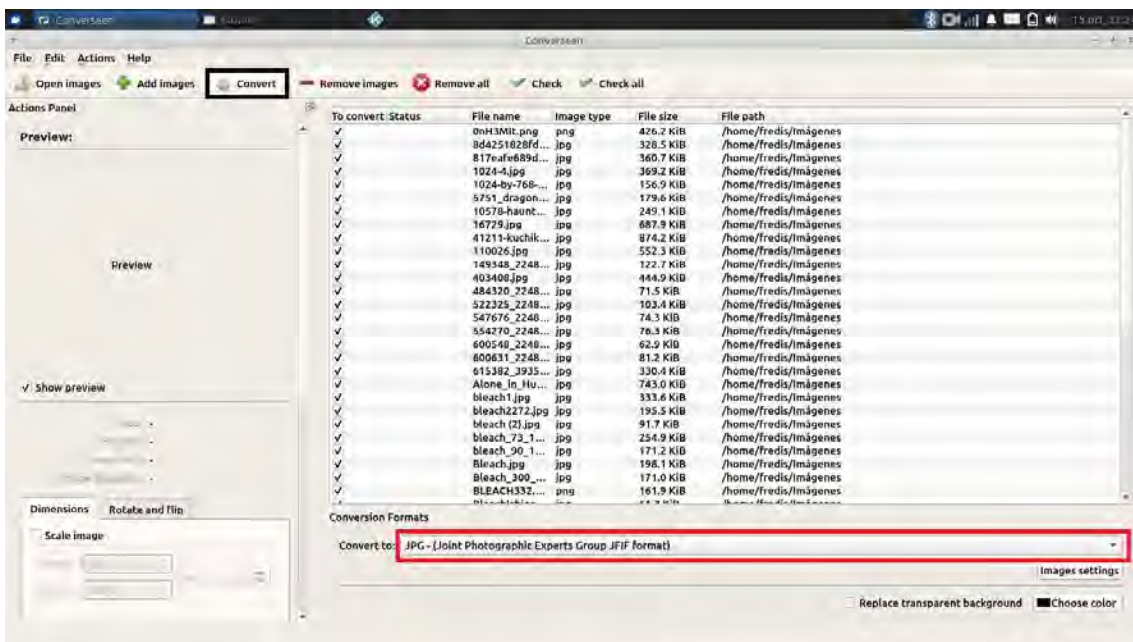 Converseen
Converseen
File Edit Actions Help
Open images Add images Convert Remove images Remove all Check Check all
Actions Panel
Preview:
Preview
Show preview
Dimensions Rotate and flip
Scale image
To convert Status File name Image type File size File path
0nH3MIt.png png 426.2 KiB /home/fredis/Imágenes
8d4251828fd... jpg 328.5 KiB /home/fredis/Imágenes
817eafe689d... jpg 360.7 KiB /home/fredis/Imágenes
1024-4.jpg jpg 369.2 KiB /home/fredis/Imágenes
1024-by-768-... jpg 156.9 KiB /home/fredis/Imágenes
5751_dragon... jpg 179.6 KiB /home/fredis/Imágenes
10578-haunt... jpg 249.1 KiB /home/fredis/Imágenes
16729.jpg jpg 687.9 KiB /home/fredis/Imágenes
41211-kuchik... jpg 874.2 KiB /home/fredis/Imágenes
110026.jpg jpg 552.3 KiB /home/fredis/Imágenes
149348_2248... jpg 122.7 KiB /home/fredis/Imágenes
403408.jpg jpg 444.9 KiB /home/fredis/Imágenes
484320_2248... jpg 71.5 KiB /home/fredis/Imágenes
522325_2248... jpg 103.4 KiB /home/fredis/Imágenes
547676_2248... jpg 74.3 KiB /home/fredis/Imágenes
554270_2248... jpg 76.3 KiB /home/fredis/Imágenes
600548_2248... jpg 62.9 KiB /home/fredis/Imágenes
600631_2248... jpg 81.2 KiB /home/fredis/Imágenes
615382_3935... jpg 330.4 KiB /home/fredis/Imágenes
Alone_in_Hu... jpg 743.0 KiB /home/fredis/Imágenes
bleach1.jpg jpg 333.6 KiB /home/fredis/Imágenes
bleach2272.jpg jpg 195.5 KiB /home/fredis/Imágenes
bleach (2).jpg jpg 91.7 KiB /home/fredis/Imágenes
bleach_73_1... jpg 254.9 KiB /home/fredis/Imágenes
bleach_90_1... jpg 171.2 KiB /home/fredis/Imágenes
Bleach.jpg jpg 198.1 KiB /home/fredis/Imágenes
Bleach_300_... jpg 171.0 KiB /home/fredis/Imágenes
BLEACH332.... png 161.9 KiB /home/fredis/Imágenes
Conversion Formats
Convert to: JPG - (Joint Photographic Experts Group JFIF format)
Images settings
Replace transparent background Choose color